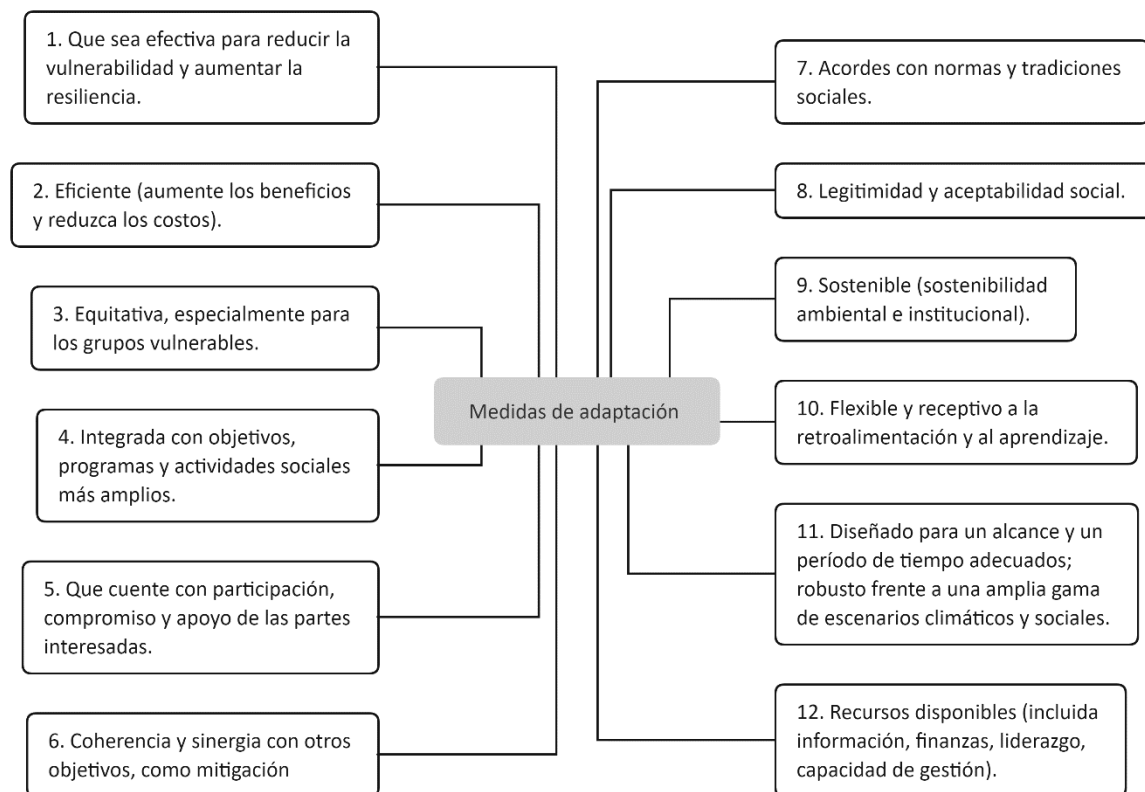 1. Que sea efectiva para reducir la
vulnerabilidad y aumentar la
resiliencia.
2. Eficiente (aumente los beneficios
y reduzca los costos).
3. Equitativa, especialmente para
los grupos vulnerables.
4. Integrada con objetivos,
programas y actividades sociales
más amplios.
5. Que cuente con participación,
compromiso y apoyo de las partes
interesadas.
6. Coherencia y sinergia con otros
objetivos, como mitigación
Medidas de adaptación
7. Acordes con normas y tradiciones
sociales.
8. Legitimidad y aceptabilidad social.
9. Sostenible (sostenibilidad
ambiental e institucional).
10. Flexible y receptivo a la
retroalimentación y al aprendizaje.
11. Diseñado para un alcance y un
período de tiempo adecuados;
robusto frente a una amplia gama
de escenarios climáticos y sociales.
12. Recursos disponibles (incluida
información, finanzas, liderazgo,
capacidad de gestión).